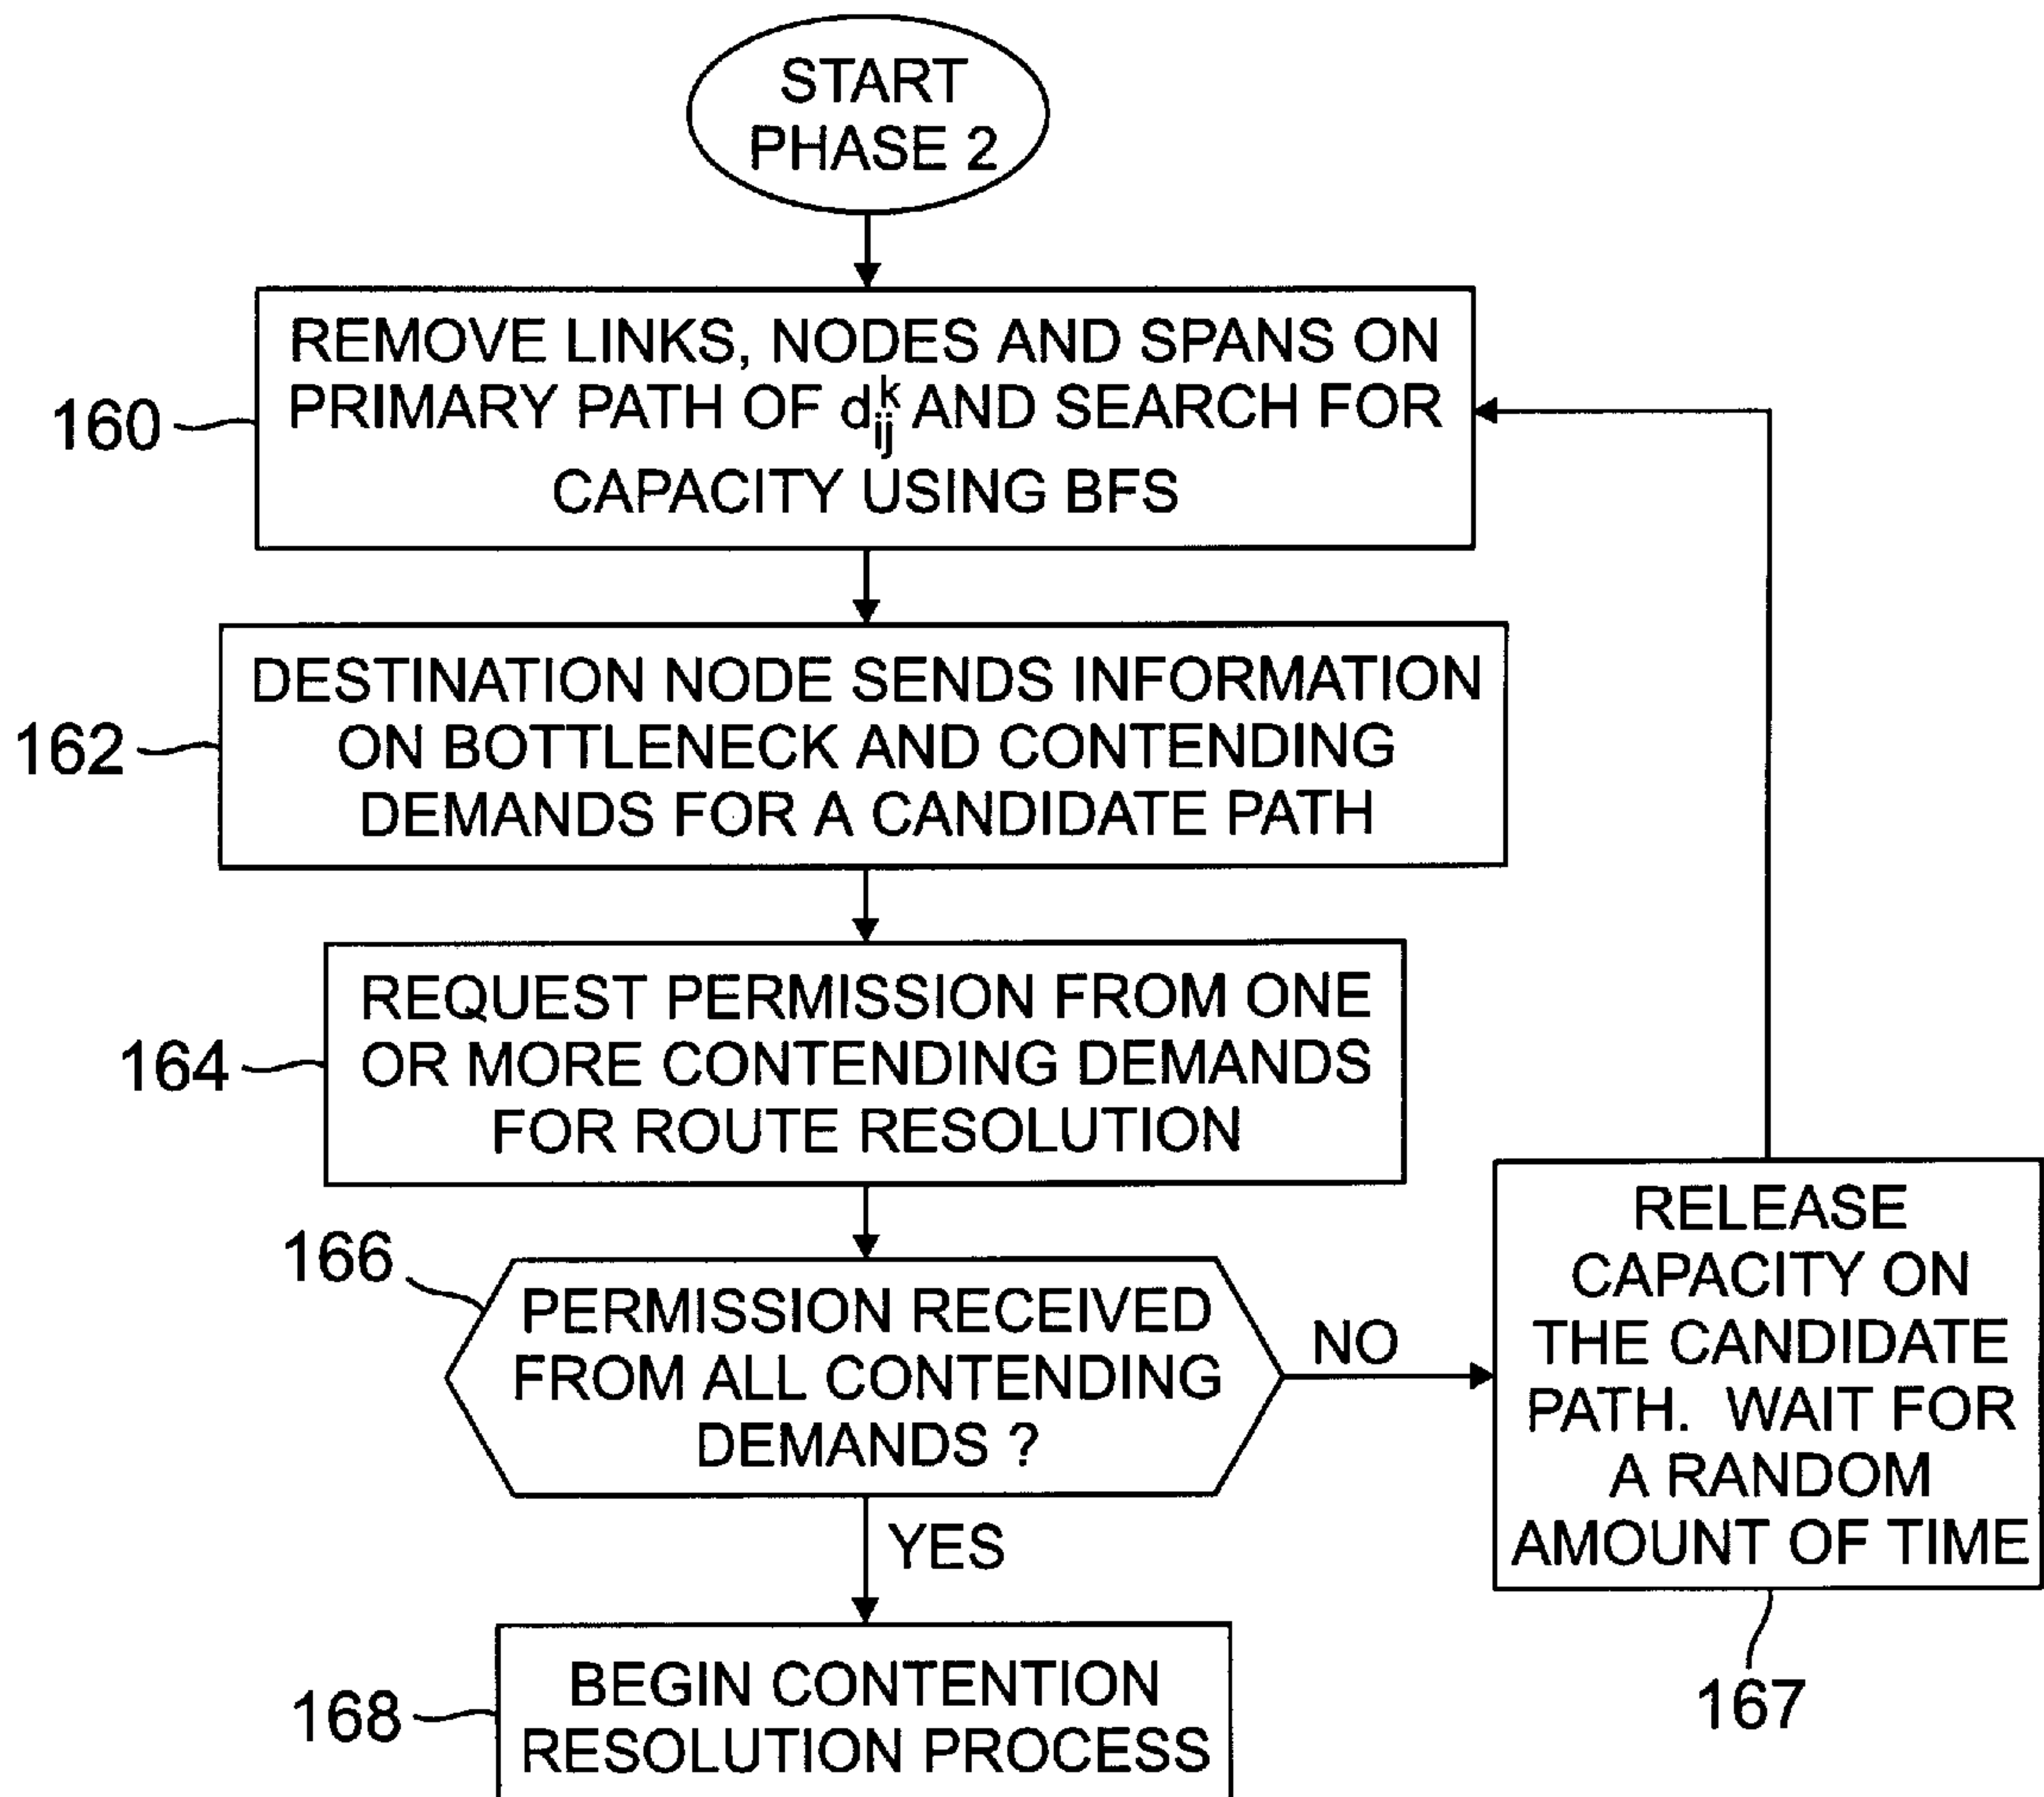 START
PHASE 2
REMOVE LINKS, NODES AND SPANS ON
PRIMARY PATH OF d_{ij}^{k} AND SEARCH FOR
CAPACITY USING BFS
160
DESTINATION NODE SENDS INFORMATION
ON BOTTLENECK AND CONTENDING
DEMANDS FOR A CANDIDATE PATH
162
REQUEST PERMISSION FROM ONE
OR MORE CONTENDING DEMANDS
FOR ROUTE RESOLUTION
164
166
PERMISSION RECEIVED
FROM ALL CONTENDING
DEMANDS ?
NO
RELEASE
CAPACITY ON
THE CANDIDATE
PATH. WAIT FOR
A RANDOM
AMOUNT OF TIME
167
YES
BEGIN CONTENTION
RESOLUTION PROCESS
168